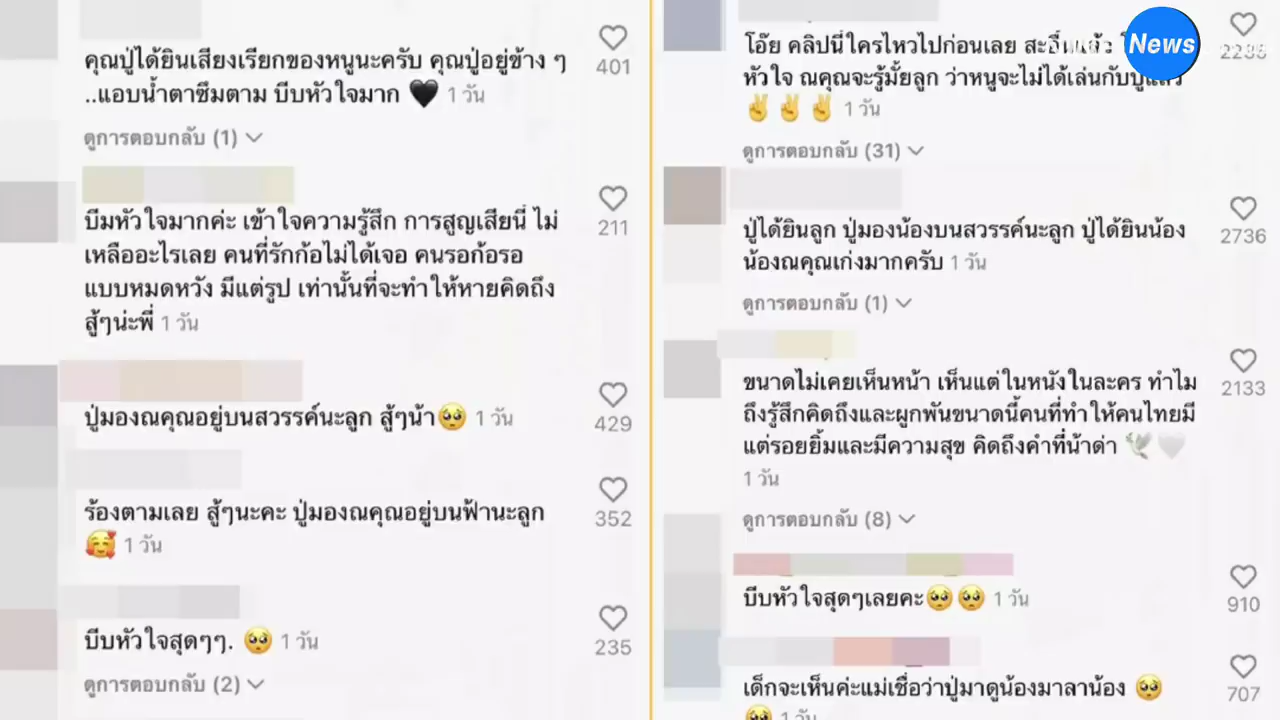 คุณปู่ได้ยินเสียงเรียกของหนูนะครับ คุณปู่อยู่ข้าง ๆ
..แอบน้ำตาซึมตาม บีบหัวใจมาก 🖤 1 วัน
401
ดูการตอบกลับ (1)
บีมหัวใจมากค่ะ เข้าใจความรู้สึก การสูญเสียนี้ ไม่
เหลืออะไรเลย คนที่รักก้อไม่ได้เจอ คนรอก้อรอ
แบบหมดหวัง มีแต่รูป เท่านั้นที่จะทำให้หายคิดถึง
สู้ๆน่ะพี่ 1 วัน
211
ปู่มองณคุณอยู่บนสวรรค์นะลูก สู้ๆน้า🥺 1 วัน
429
ร้องตามเลย สู้ๆนะคะ ปู่มองณคุณอยู่บนฟ้านะลูก
🥰 1 วัน
352
บีบหัวใจสุดๆๆ. 🥺 1 วัน
235
ดูการตอบกลับ (2)
News
โอ๊ย คลิปนี้ใครไหวไปก่อนเลย
หัวใจ ณคุณจะรู้มั้ยลูก ว่าหนูจะไม่ได้เล่นกับปู่แล้ว
✌️ ✌️ ✌️ 1 วัน
ดูการตอบกลับ (31)
ปู่ได้ยินลูก ปู่มองน้องบนสวรรค์นะลูก ปู่ได้ยินน้อง
น้องณคุณเก่งมากครับ 1 วัน
2736
ดูการตอบกลับ (1)
ขนาดไม่เคยเห็นหน้า เห็นแต่ในหนังในละคร ทำไม
ถึงรู้สึกคิดถึงและผูกพันขนาดนี้คนที่ทำให้คนไทยมี
แต่รอยยิ้มและมีความสุข คิดถึงคำที่น้าด่า 🕊️🤍
1 วัน
2133
ดูการตอบกลับ (8)
บีบหัวใจสุดๆเลยคะ🥺🥺 1 วัน
910
เด็กจะเห็นค่ะแม่เชื่อว่าปู่มาดูน้องมาลาน้อง 🥺
🥺 1 วัน
707